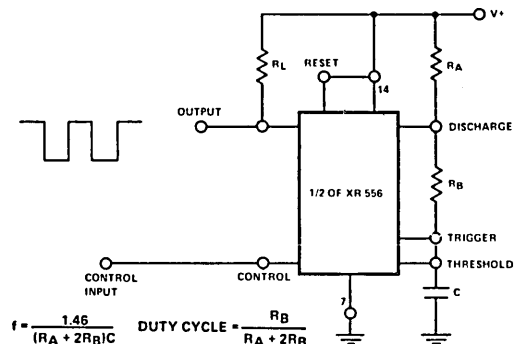 V+
RL
RESET
RA
14
OUTPUT
DISCHARGE
RB
1/2 OF XR 556
TRIGGER
CONTROL
THRESHOLD
CONTROL INPUT
7
C
f = 1.46 / (RA + 2RB)C
DUTY CYCLE = RB / RA + 2RB